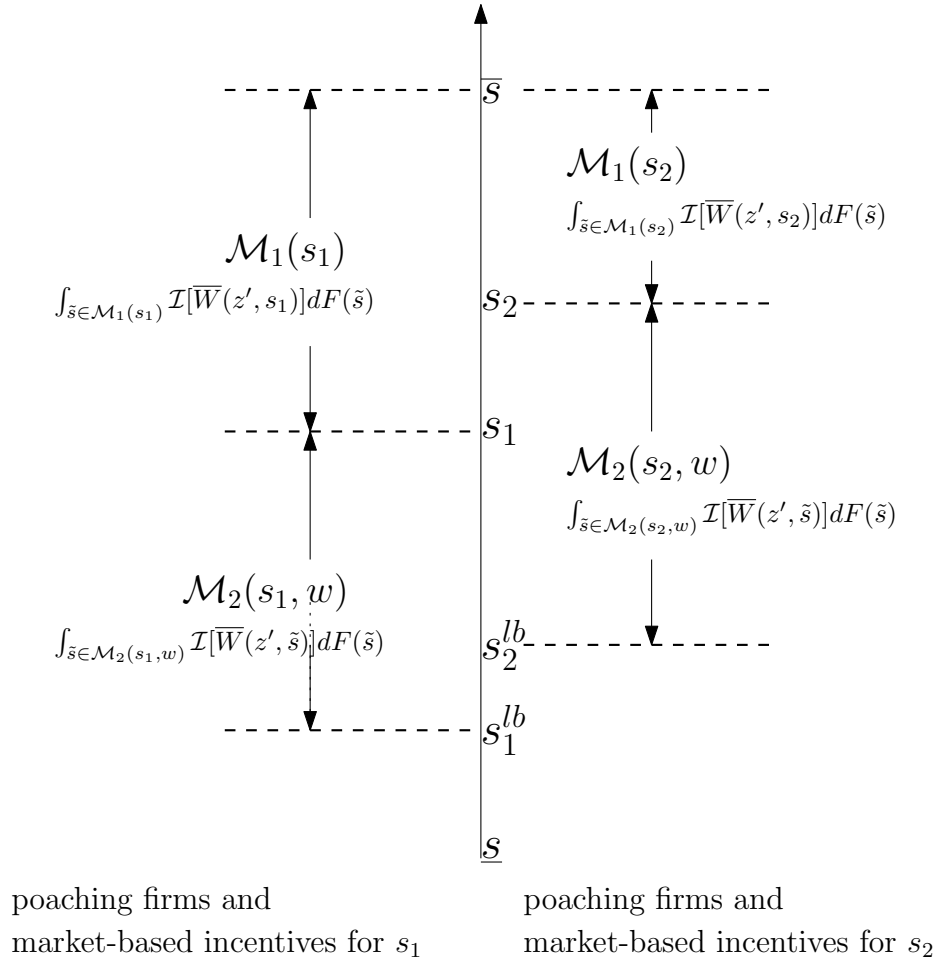 s̅
ℳ₁(s₂)
∫_{s̃∈ℳ₁(s₂)} ℐ[W̅(z′, s₂)]dF(s̃)
ℳ₁(s₁)
∫_{s̃∈ℳ₁(s₁)} ℐ[W̅(z′, s₁)]dF(s̃)
s₂
s₁
ℳ₂(s₂, w)
∫_{s̃∈ℳ₂(s₂,w)} ℐ[W̅(z′, s̃)]dF(s̃)
ℳ₂(s₁, w)
∫_{s̃∈ℳ₂(s₁,w)} ℐ[W̅(z′, s̃)]dF(s̃)
s₂^{lb}
s₁^{lb}
s̲
poaching firms and
market-based incentives for s₁
poaching firms and
market-based incentives for s₂